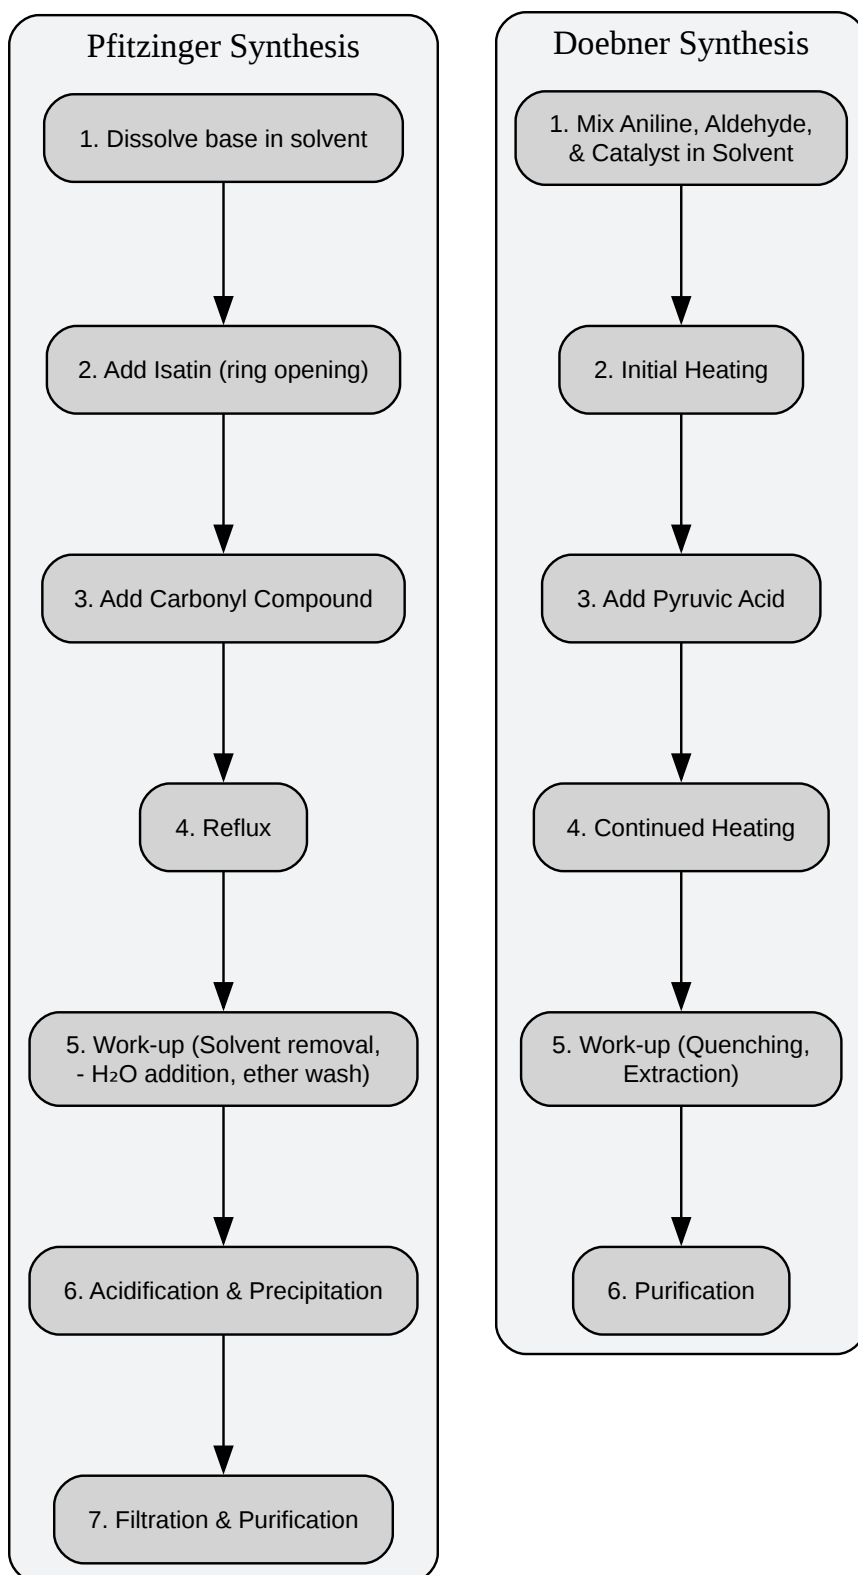 Pfitzinger Synthesis
1. Dissolve base in solvent
2. Add Isatin (ring opening)
3. Add Carbonyl Compound
4. Reflux
5. Work-up (Solvent removal,
- H₂O addition, ether wash)
6. Acidification & Precipitation
7. Filtration & Purification
Doebner Synthesis
1. Mix Aniline, Aldehyde,
& Catalyst in Solvent
2. Initial Heating
3. Add Pyruvic Acid
4. Continued Heating
5. Work-up (Quenching,
Extraction)
6. Purification